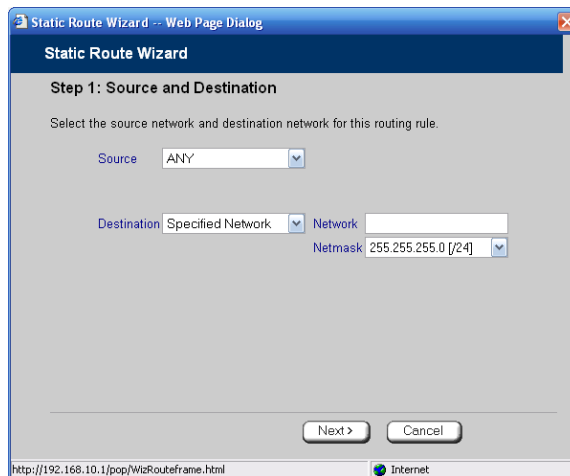 Static Route Wizard -- Web Page Dialog
Static Route Wizard
Step 1: Source and Destination
Select the source network and destination network for this routing rule.
Source ANY
Destination Specified Network Network
Netmask 255.255.255.0 [/24]
Next> Cancel
http://192.168.10.1/pop/WizRouteframe.html Internet